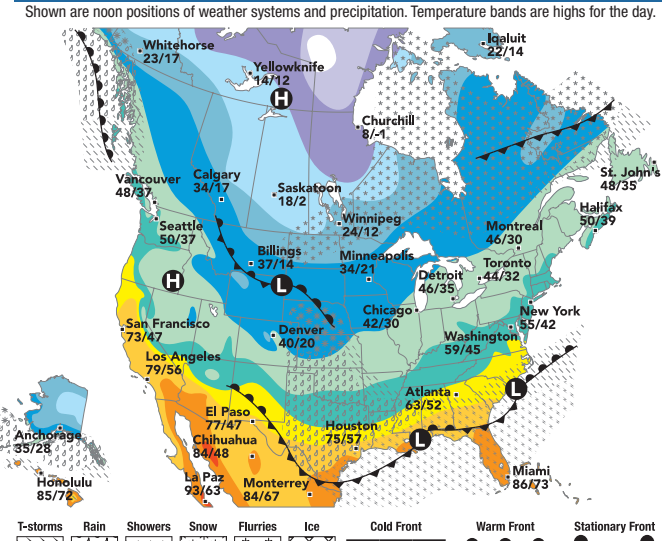 Shown are noon positions of weather systems and precipitation. Temperature bands are highs for the day.
Whitehorse
23/17
Iqaluit
22/14
Yellowknife
14/12
H
Churchill
8/-1
Vancouver
48/37
Calgary
34/17
Saskatoon
18/2
St. John's
48/35
Winnipeg
24/12
Halifax
50/39
Seattle
50/37
Montreal
46/30
Billings
37/14
Minneapolis
34/21
Toronto
44/32
Detroit
46/35
H
L
Chicago
42/30
New York
55/42
San Francisco
73/47
Denver
40/20
Washington
59/45
Los Angeles
79/56
Atlanta
63/52
L
El Paso
77/47
Houston
75/57
L
Anchorage
35/28
Chihuahua
84/48
Honolulu
85/72
La Paz
93/63
Monterrey
84/67
Miami
86/73
T-storms Rain Showers Snow Flurries Ice Cold Front Warm Front Stationary Front